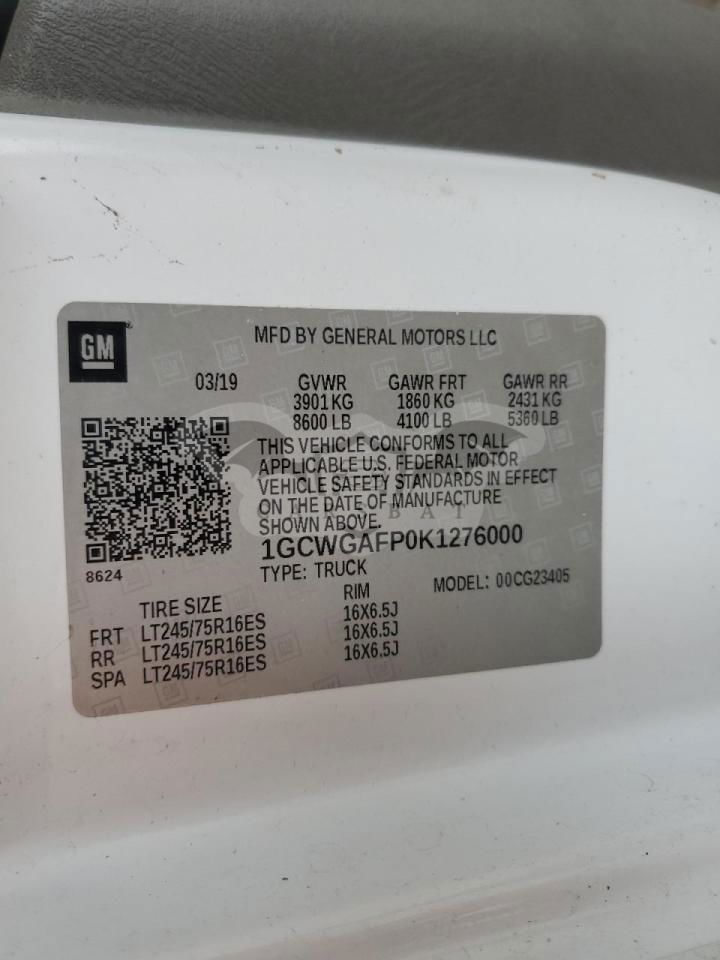 GM
MFD BY GENERAL MOTORS LLC
03/19 GVWR GAWR FRT GAWR RR
3901 KG 1860 KG 2431 KG
8600 LB 4100 LB 5360 LB
THIS VEHICLE CONFORMS TO ALL
APPLICABLE U.S. FEDERAL MOTOR
VEHICLE SAFETY STANDARDS IN EFFECT
ON THE DATE OF MANUFACTURE
SHOWN ABOVE.
1GCWGAFP0K1276000
8624
TYPE: TRUCK MODEL: 00CG23405
TIRE SIZE RIM
FRT LT245/75R16ES 16X6.5J
RR LT245/75R16ES 16X6.5J
SPA LT245/75R16ES 16X6.5J